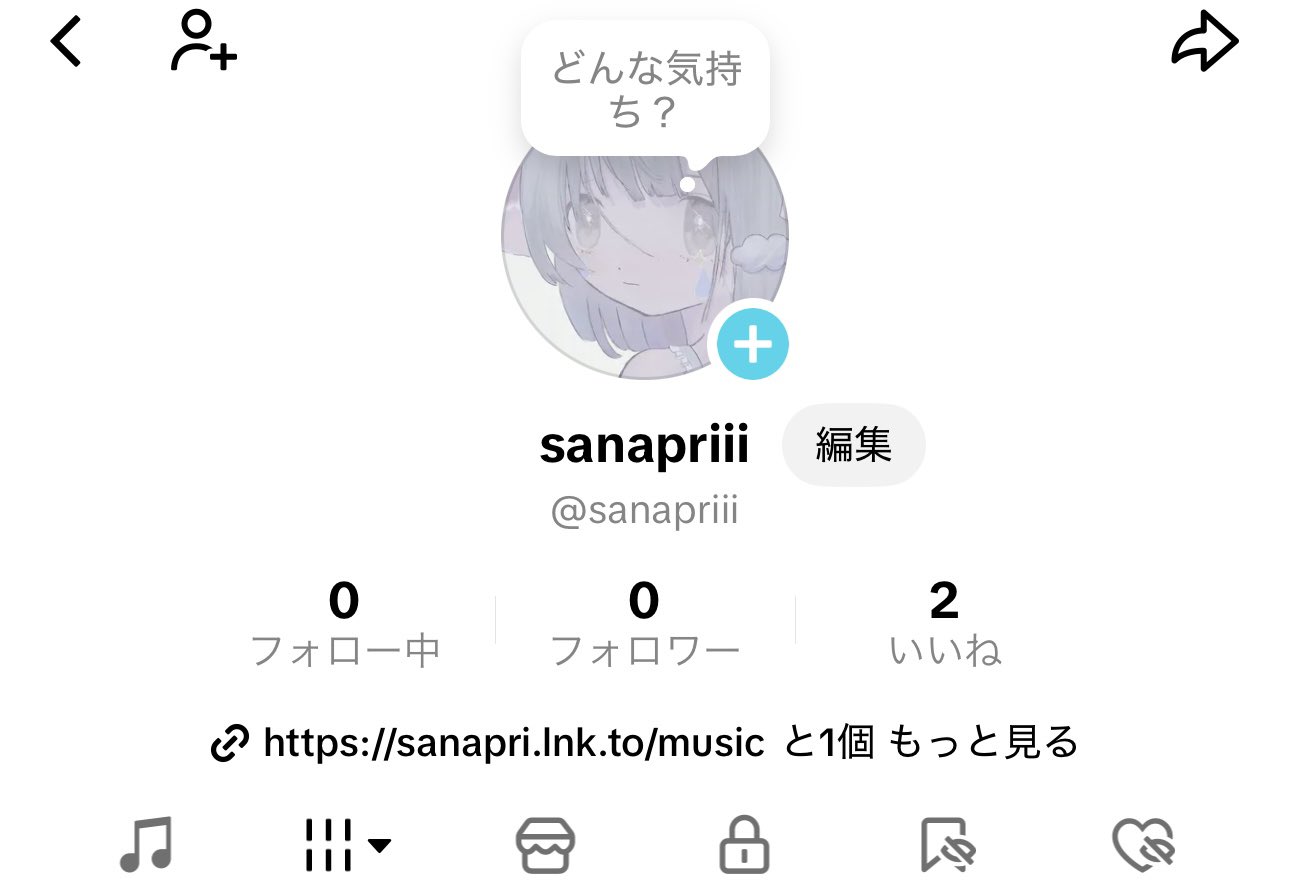 どんな気持
ち？
sanapriii
編集
@sanapriii
0
フォロー中
0
フォロワー
2
いいね
https://sanapri.lnk.to/music と1個 もっと見る